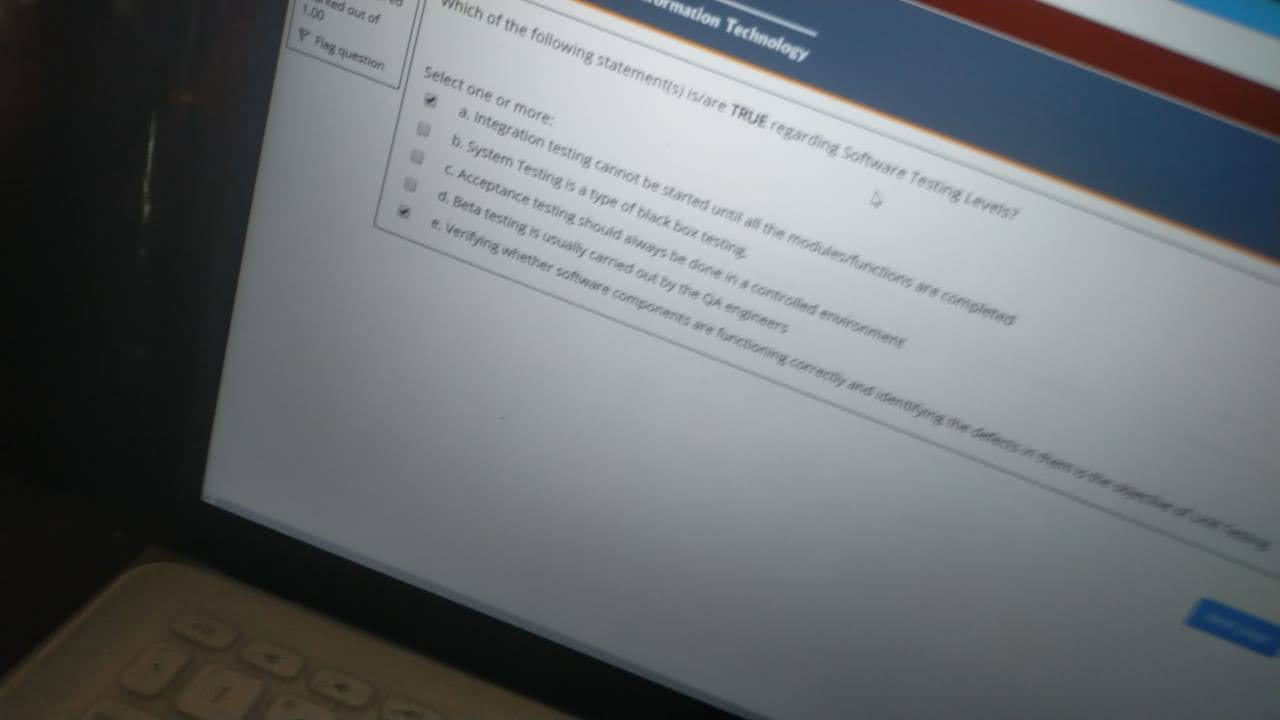 ormation Technology
ked out of
1.00
Flag question
Which of the following statement(s) is/are TRUE regarding Software Testing Levels?
Select one or more:
a. Integration testing cannot be started until all the modules/functions are completed
b. System Testing is a type of black box testing.
c. Acceptance testing should always be done in a controlled environment
d. Beta testing is usually carried out by the QA engineers
e. Verifying whether software components are functioning correctly and identifying the defects in them is the objective of Unit Testing